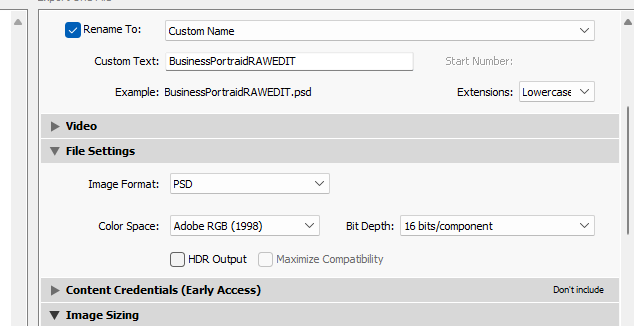 Rename To: Custom Name
Custom Text: BusinessPortraidRAWEDIT Start Number:
Example: BusinessPortraidRAWEDIT.psd Extensions: Lowercase
Video
File Settings
Image Format: PSD
Color Space: Adobe RGB (1998) Bit Depth: 16 bits/component
HDR Output Maximize Compatibility
Content Credentials (Early Access) Don't include
Image Sizing